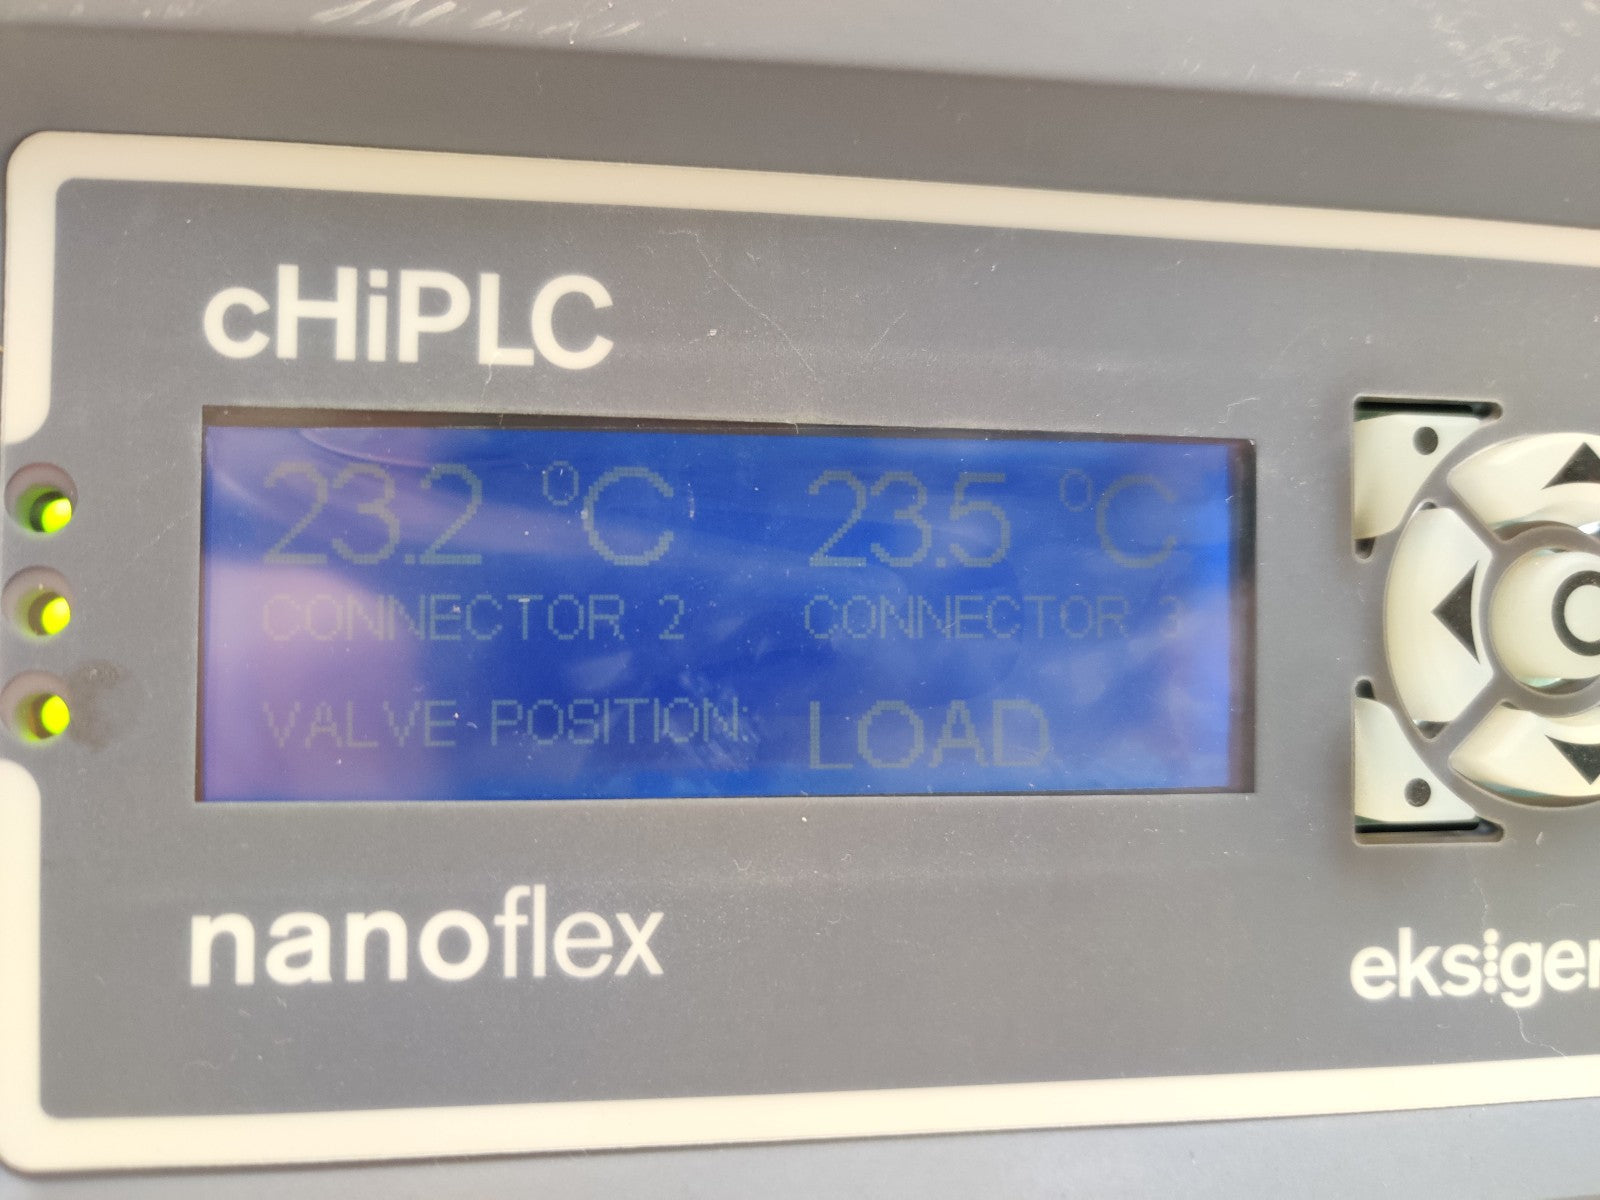 cHiPLC
23.2 °C 23.5 °C
CONNECTOR 2 CONNECTOR 3
VALVE POSITION: LOAD
nanoflex
eksigen